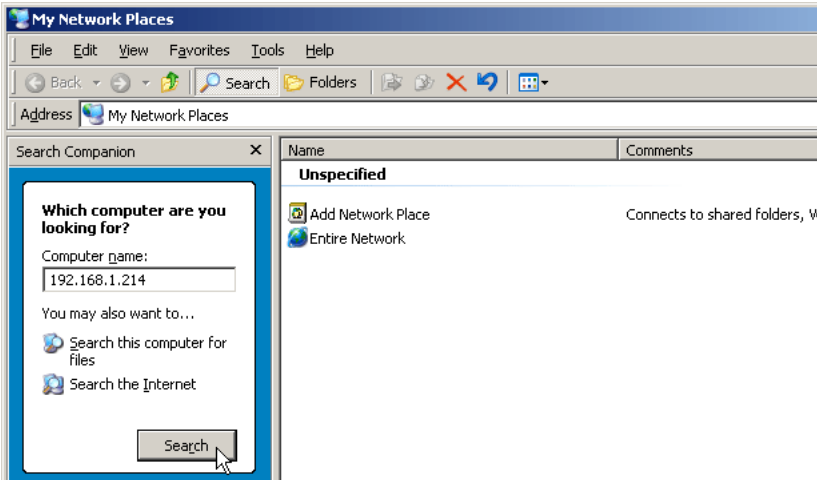 My Network Places
File Edit View Favorites Tools Help
Back Search Folders
Address My Network Places
Search Companion
Name Comments
Unspecified
Which computer are you
looking for?
Computer name:
192.168.1.214
You may also want to...
Search this computer for
files
Search the Internet
Search
Add Network Place Connects to shared folders, W
Entire Network